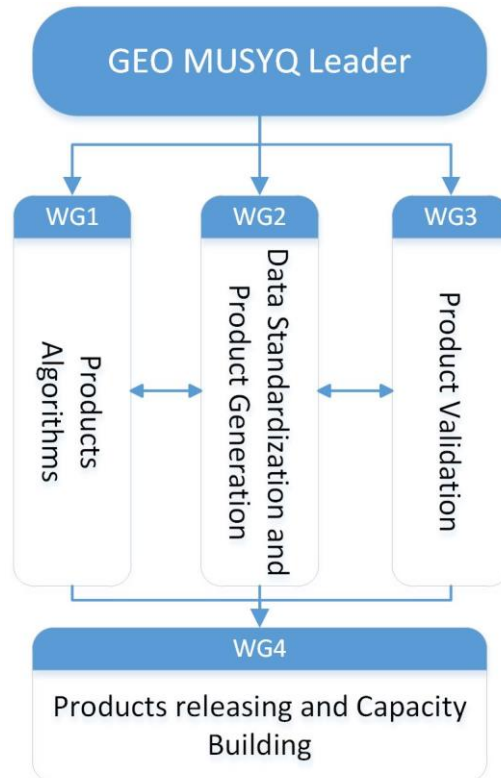 GEO MUSYQ Leader
WG1
Products
Algorithms
WG2
Data Standardization and
Product Generation
WG3
Product Validation
WG4
Products releasing and Capacity
Building